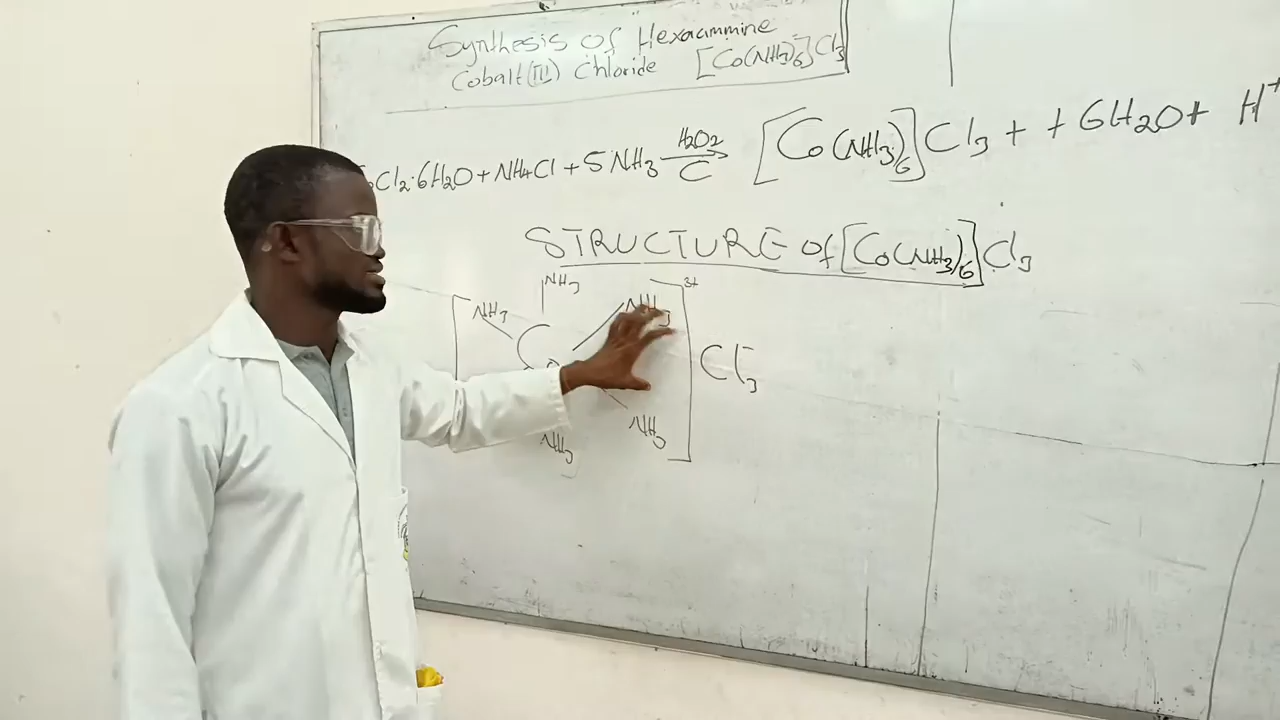 Synthesis of Hexaammine
Cobalt(III) Chloride [Co(NH3)6]Cl3
CoCl2·6H2O + NH4Cl + 5NH3 H2O2 C → [Co(NH3)6]Cl3 + + 6H2O + H+
STRUCTURE of [Co(NH3)6]Cl3
NH3
NH3 NH3 3+
Co Cl3-
NH3 NH3